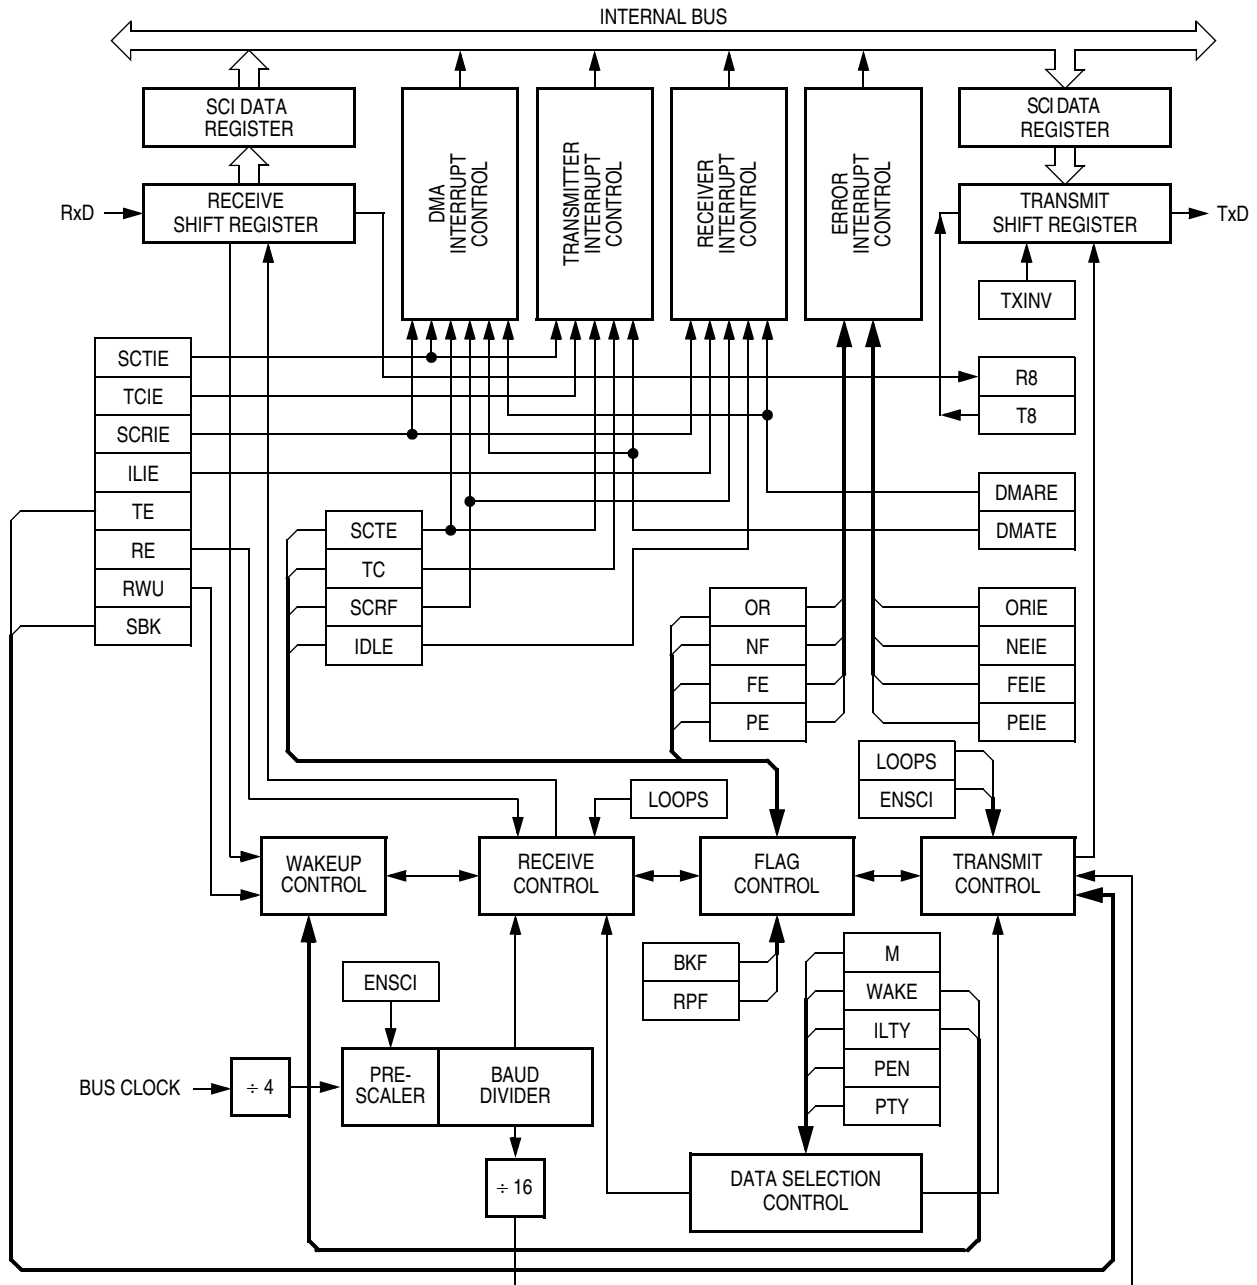 INTERNAL BUS
SCI DATA
REGISTER
DMA
INTERRUPT
CONTROL
TRANSMITTER
INTERRUPT
CONTROL
RECEIVER
INTERRUPT
CONTROL
ERROR
INTERRUPT
CONTROL
SCI DATA
REGISTER
RxD
RECEIVE
SHIFT REGISTER
TRANSMIT
SHIFT REGISTER
TxD
TXINV
SCTIE
TCIE
SCRIE
ILIE
TE
RE
RWU
SBK
R8
T8
DMARE
DMATE
SCTE
TC
SCRF
IDLE
OR
NF
FE
PE
ORIE
NEIE
FEIE
PEIE
LOOPS
ENSCI
LOOPS
WAKEUP
CONTROL
RECEIVE
CONTROL
FLAG
CONTROL
TRANSMIT
CONTROL
BKF
RPF
M
WAKE
ILTY
PEN
PTY
ENSCI
BUS CLOCK
÷ 4
PRE-
SCALER
BAUD
DIVIDER
÷ 16
DATA SELECTION
CONTROL